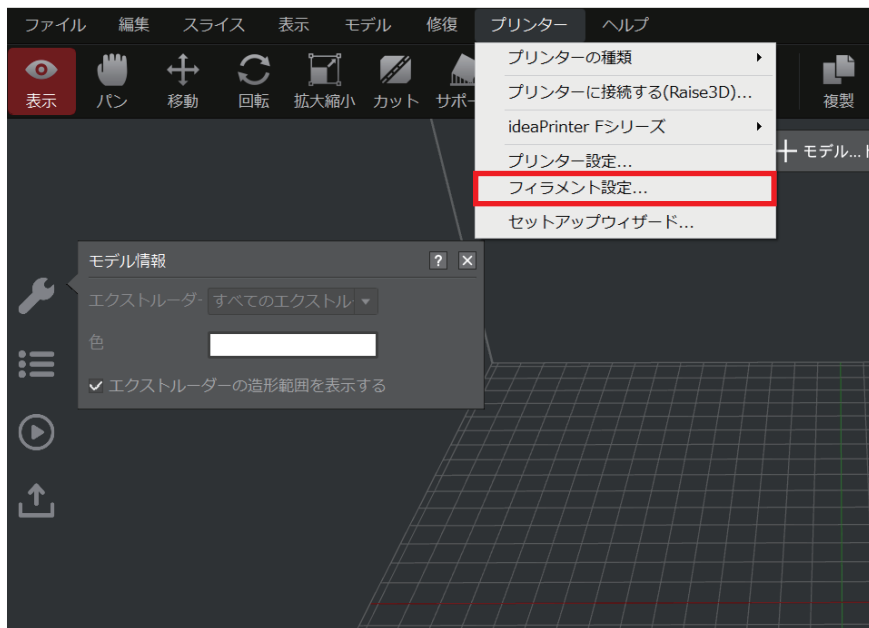 ファイル 編集 スライス 表示 モデル 修復 プリンター ヘルプ
表示 パン 移動 回転 拡大縮小 カット サポー 複製
プリンターの種類
プリンターに接続する(Raise3D)...
ideaPrinter Fシリーズ
プリンター設定...
フィラメント設定...
セットアップウィザード...
モデル...
モデル情報 ?
エクストルーダー すべてのエクストル
色
エクストルーダーの造形範囲を表示する